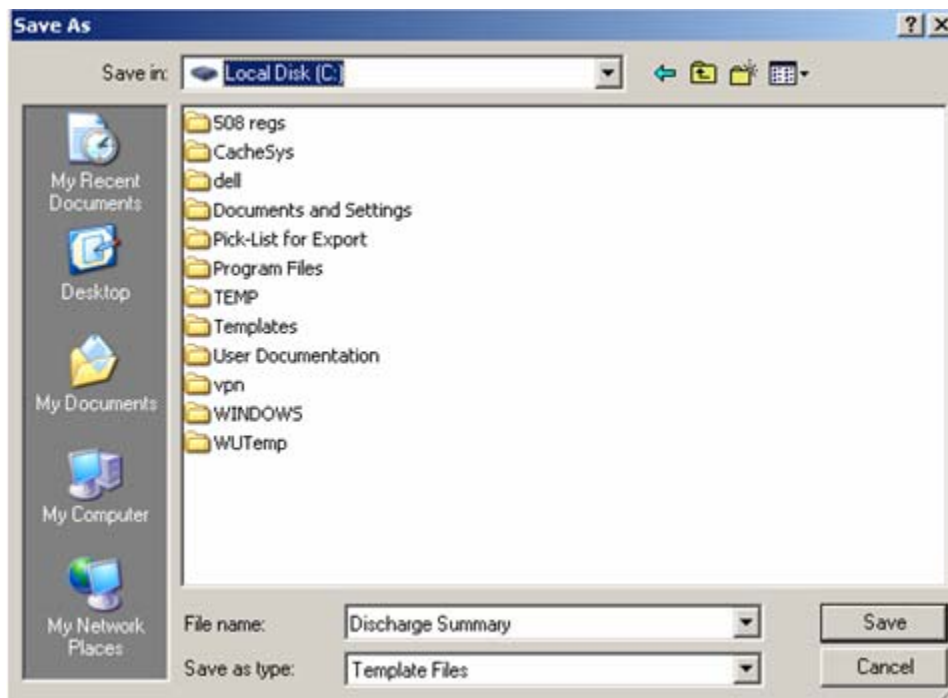 Save As
Save in:
Local Disk (C:)
My Recent
Documents
Desktop
My Documents
My Computer
My Network
Places
508 regs
CacheSys
dell
Documents and Settings
Pick-List for Export
Program Files
TEMP
Templates
User Documentation
vpn
WINDOWS
WUTemp
File name:
Discharge Summary
Save
Save as type:
Template Files
Cancel